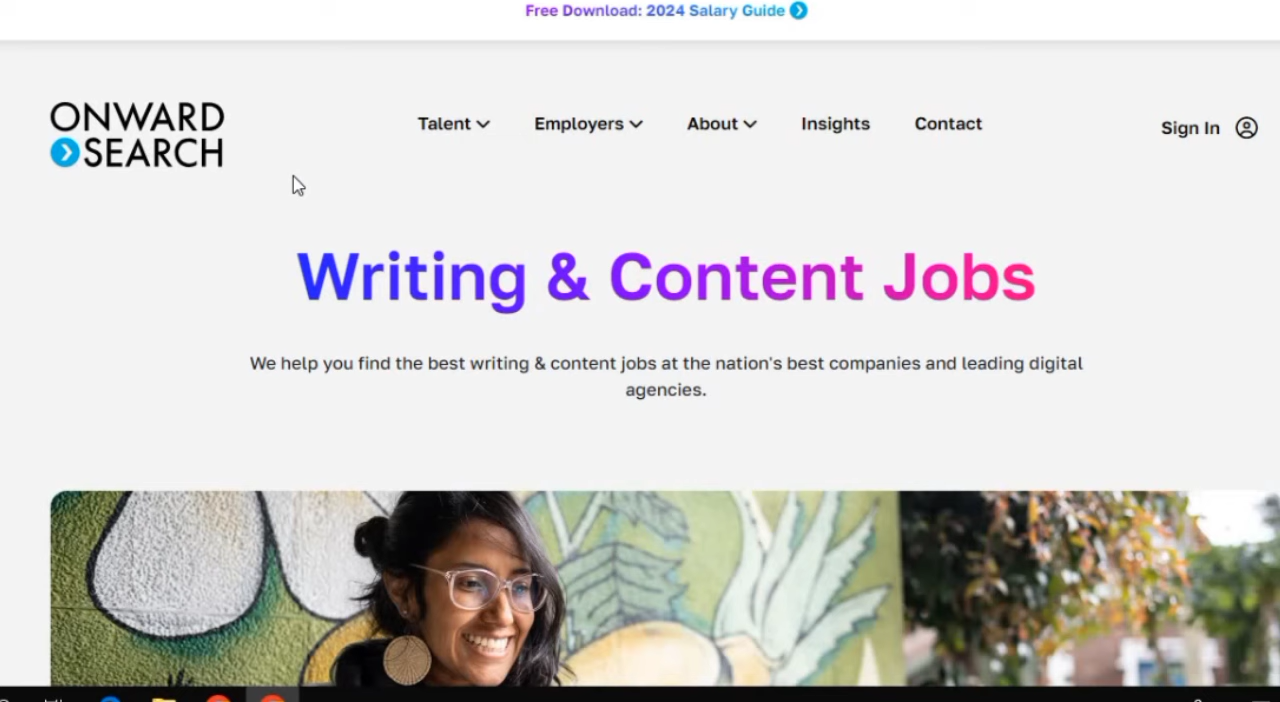 Free Download: 2024 Salary Guide
ONWARD
SEARCH
Talent
Employers
About
Insights
Contact
Sign In
Writing & Content Jobs
We help you find the best writing & content jobs at the nation's best companies and leading digital
agencies.